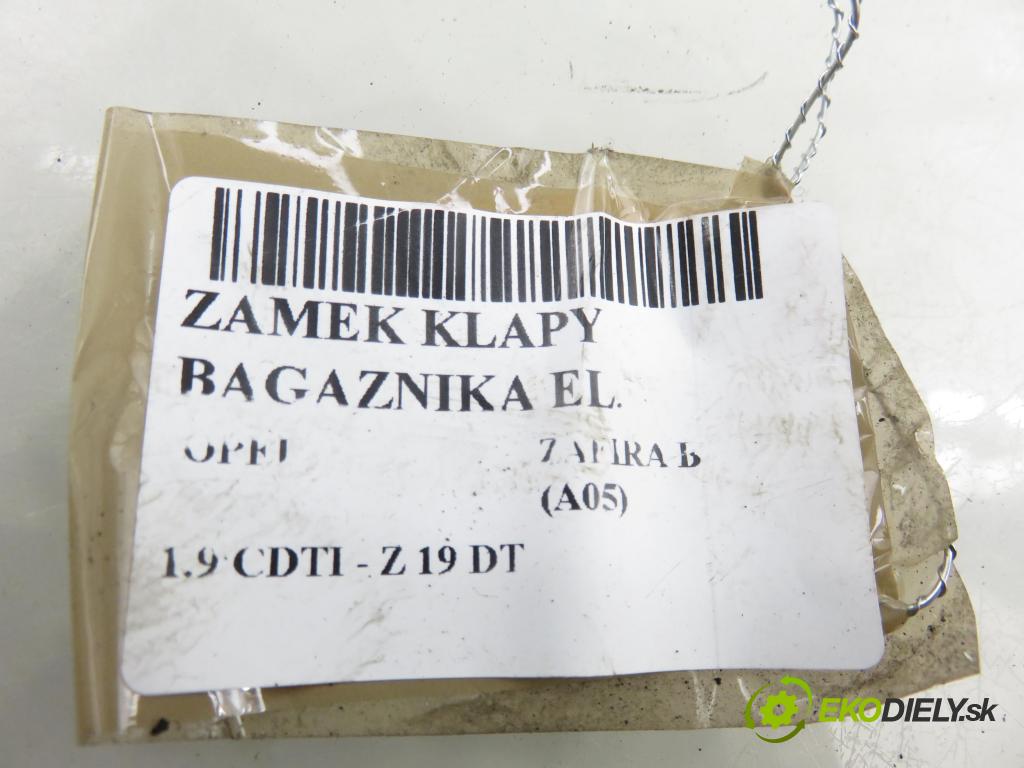 ZAMEK KLAPY
BAGAZNIKA EL.
OPEL ZAFIRA B
(A05)
1.9 CDTI - Z 19 DT
EKODIELY.sk